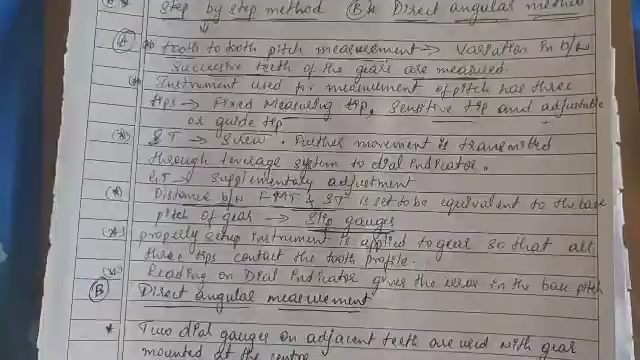 step by step method (B) Direct angular method
(A) tooth to tooth pitch measurement → Variation in b/w
successive teeth of the gears are measured.
Instrument used for measurement of pitch has three
tips → Fixed Measuring tip, Sensitive tip and adjustable
or guide tip
ST → Screw. Further movement is transmitted
through leverage system to dial indicator.
GT → Supplementary adjustment
Distance b/w FMT & ST is set to be equivalent to the base
pitch of gear → Slip gauges
properly setup instrument is applied to gear so that all
three tips contact the tooth profile.
Reading on Dial indicator gives the error in the base pitch
(B) Direct angular measurement
* Two dial gauges on adjacent teeth are used with gear
mounted at the centre